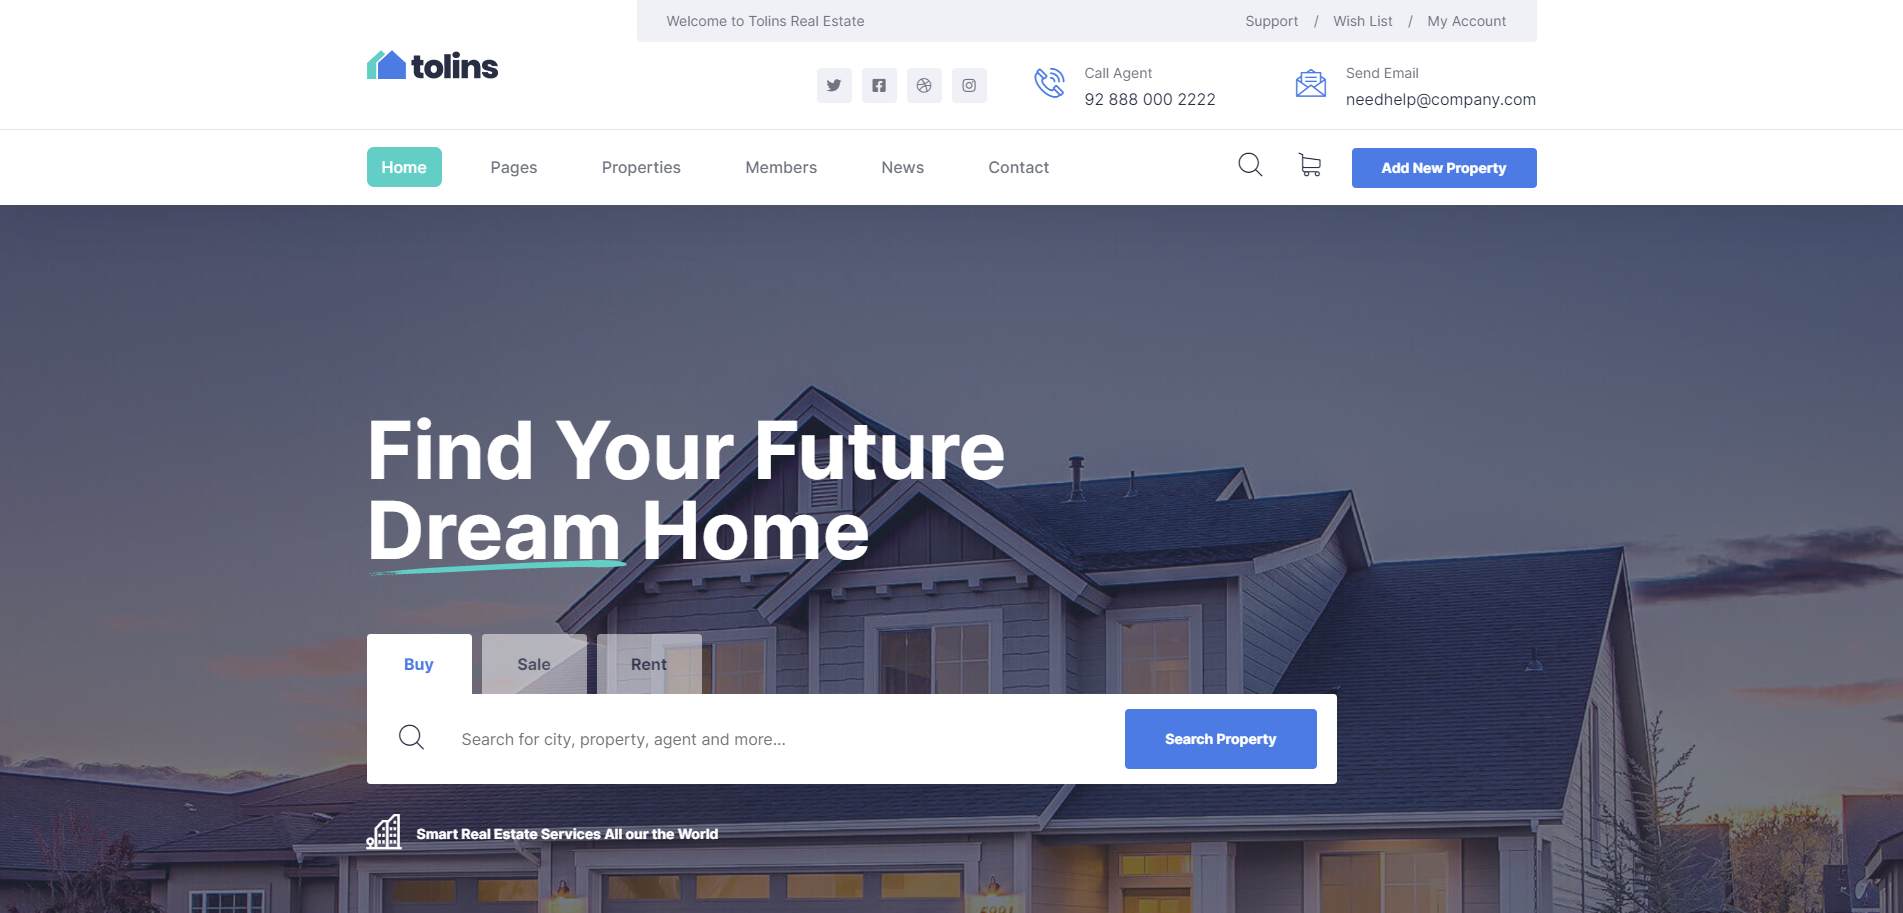 Welcome to Tolins Real Estate
Support / Wish List / My Account
tolins
Call Agent
92 888 000 2222
Send Email
needhelp@company.com
Home Pages Properties Members News Contact
Add New Property
Find Your Future
Dream Home
Buy Sale Rent
Search for city, property, agent and more...
Search Property
Smart Real Estate Services All our the World